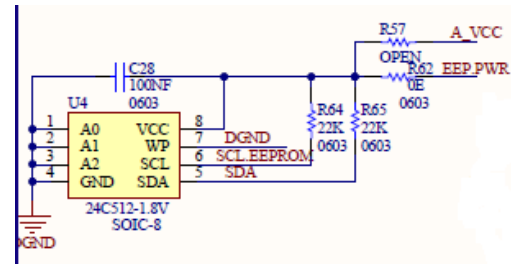 R57
A_VCC
OPEN
C28
100NF
0603
R62
EEP.PWR
0E
0603
U4
1
2
3
4
A0
A1
A2
GND
VCC
WP
SCL
SDA
8
7
6
5
DGND
SCL.EEPROM
SDA
R64
22K
0603
R65
22K
0603
24C512-1.8V
SOIC-8
DGND